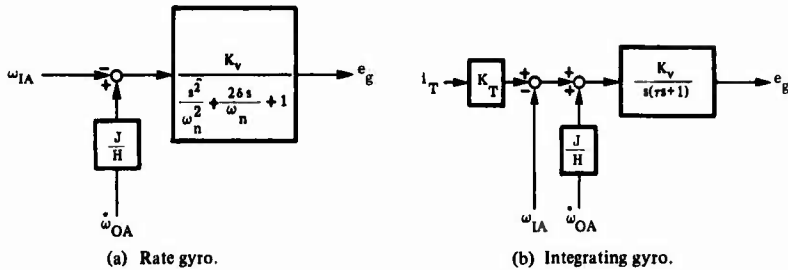 ω_IA
−
+
K_v
s²/ω_n² + 2δs/ω_n + 1
e_g
J/H
ω̇_OA
(a) Rate gyro.
i_T
K_T
+
−
+
+
K_v
s(τs+1)
e_g
J/H
ω_IA
ω̇_OA
(b) Integrating gyro.